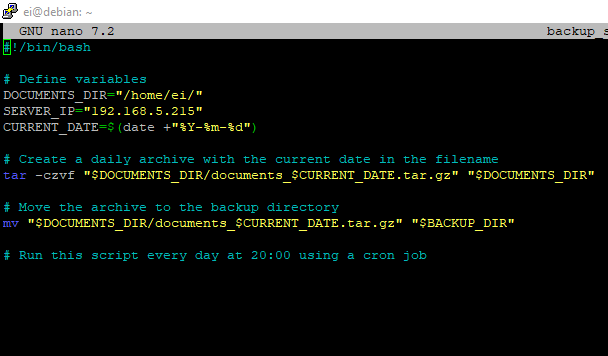 ei@debian: ~
GNU nano 7.2 backup_s
#!/bin/bash
# Define variables
DOCUMENTS_DIR="/home/ei/"
SERVER_IP="192.168.5.215"
CURRENT_DATE=$(date +"%Y-%m-%d")
# Create a daily archive with the current date in the filename
tar -czvf "$DOCUMENTS_DIR/documents_$CURRENT_DATE.tar.gz" "$DOCUMENTS_DIR"
# Move the archive to the backup directory
mv "$DOCUMENTS_DIR/documents_$CURRENT_DATE.tar.gz" "$BACKUP_DIR"
# Run this script every day at 20:00 using a cron job